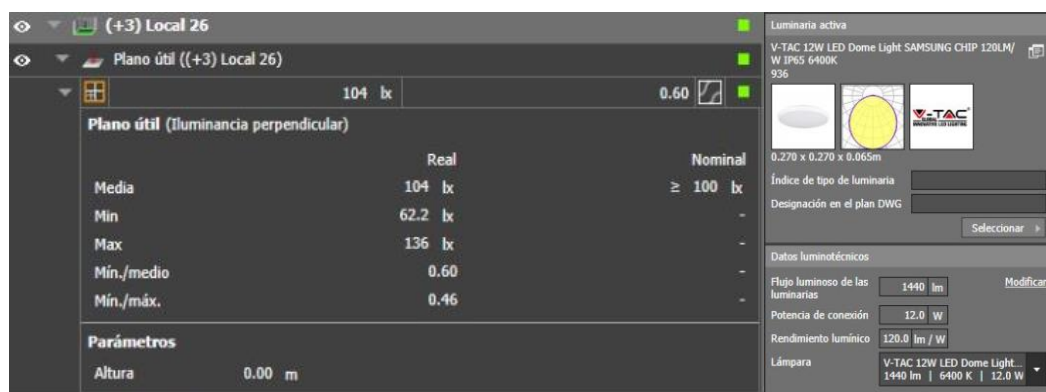 (+3) Local 26
Plano útil ((+3) Local 26)
104 lx 0.60
Plano útil (Iluminancia perpendicular)
Real Nominal
Media 104 lx ≥ 100 lx
Min 62.2 lx -
Max 136 lx -
Mín./medio 0.60 -
Mín./máx. 0.46 -
Parámetros
Altura 0.00 m
Luminaria activa
V-TAC 12W LED Dome Light SAMSUNG CHIP 120LM/
W IP65 6400K
936
V-TAC
INNOVATIVE LED LIGHTING
0.270 x 0.270 x 0.065m
Índice de tipo de luminaria
Designación en el plan DWG
Seleccionar
Datos luminotécnicos
Flujo luminoso de las
luminarias 1440 lm Modificar
Potencia de conexión 12.0 W
Rendimiento lumínico 120.0 lm / W
Lámpara V-TAC 12W LED Dome Light...
1440 lm | 6400 K | 12.0 W